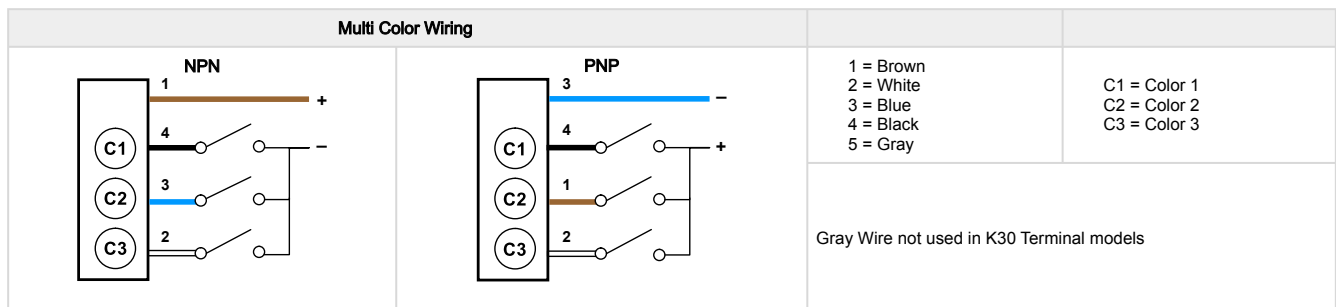 Multi Color Wiring
NPN
1
+
C1
4
–
C2
3
C3
2
PNP
3
–
C1
4
+
C2
1
C3
2
1 = Brown
2 = White
3 = Blue
4 = Black
5 = Gray
C1 = Color 1
C2 = Color 2
C3 = Color 3
Gray Wire not used in K30 Terminal models